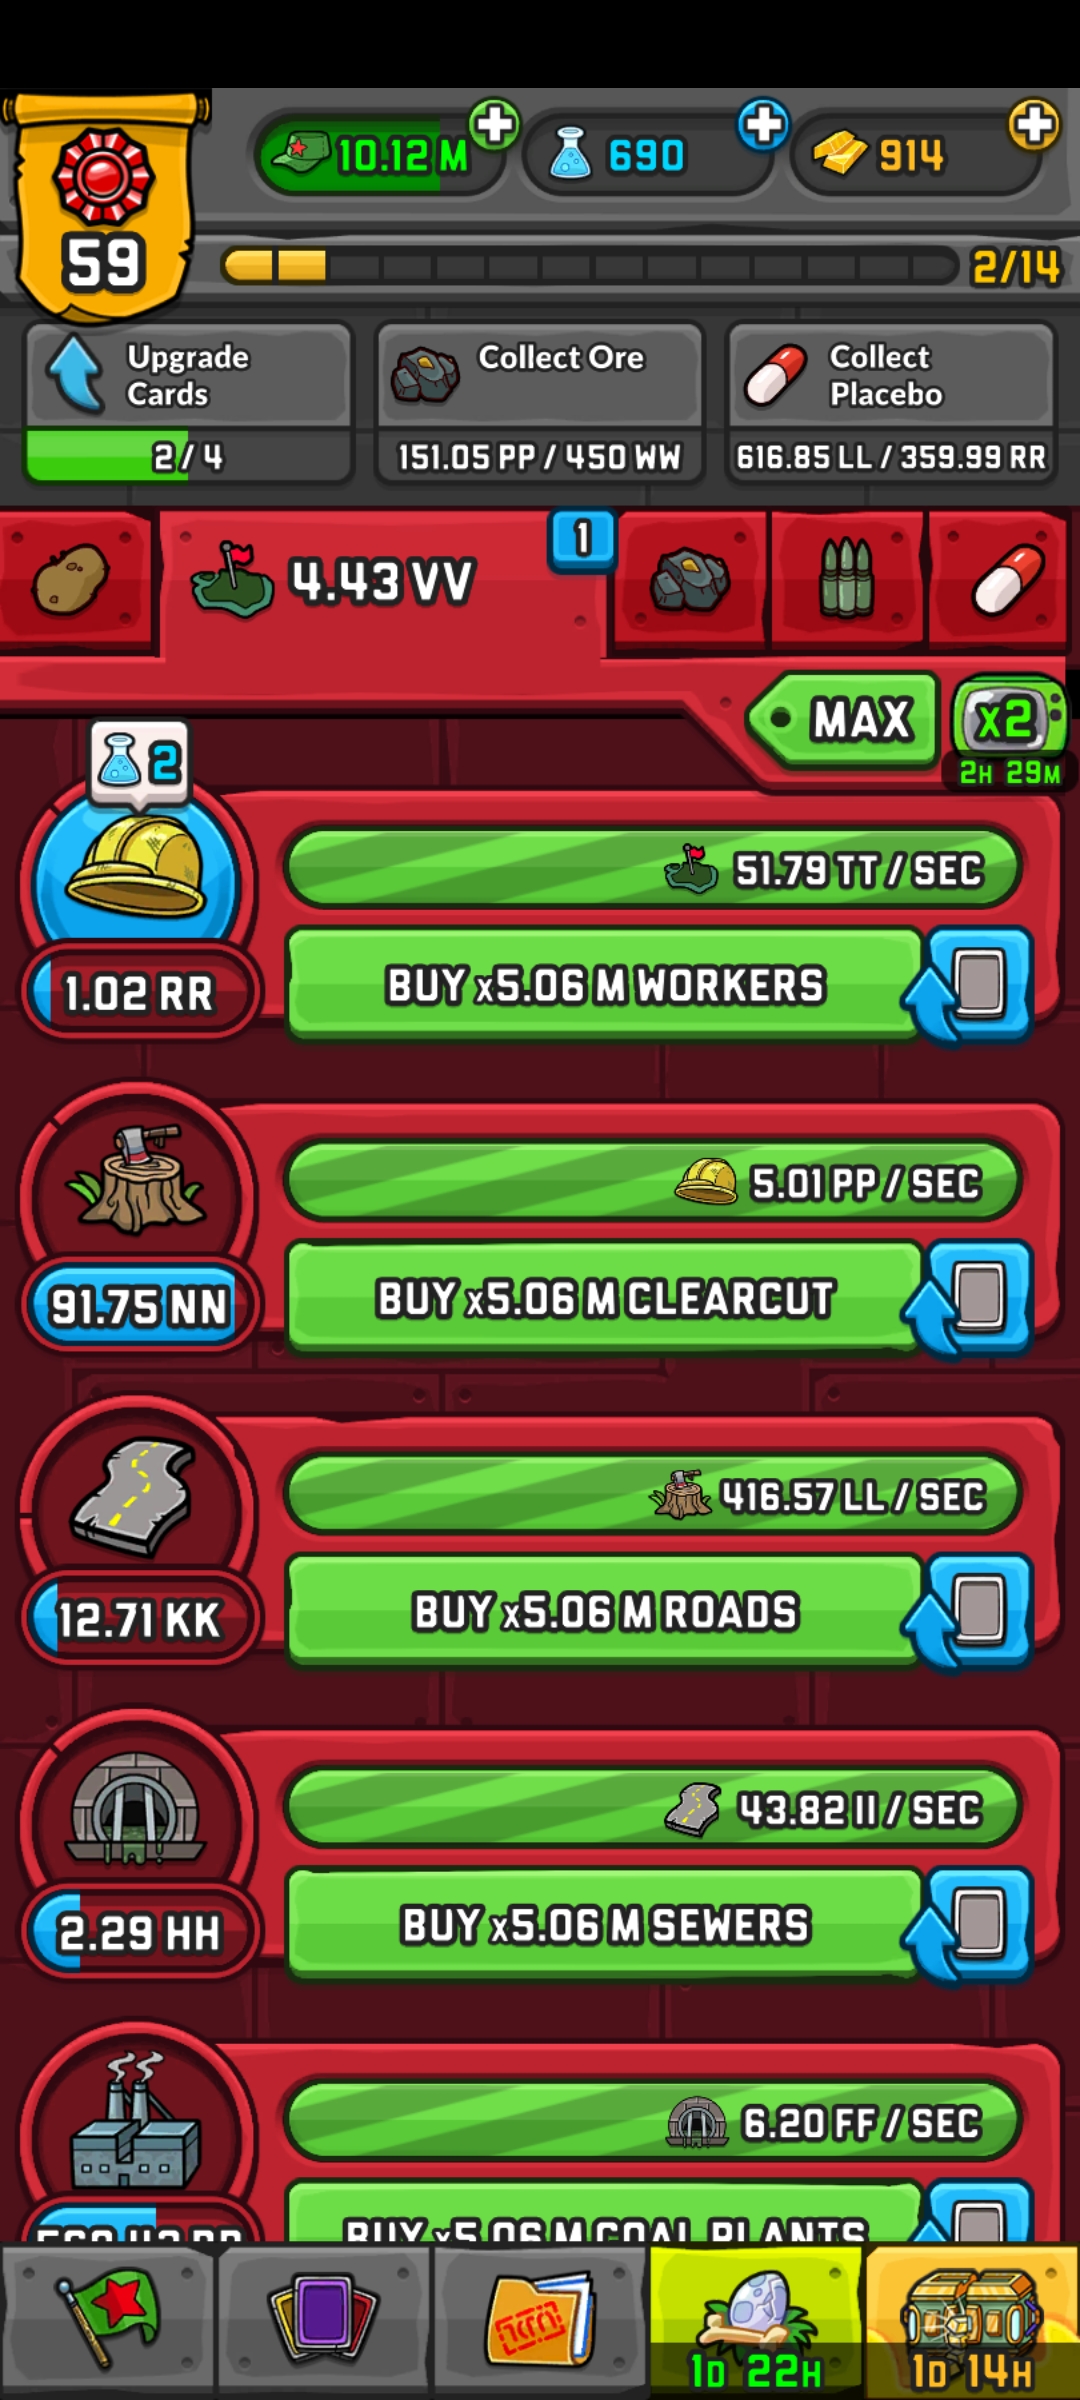 10.12 M
690
914
59
2/14
Upgrade
Cards
2/4
Collect Ore
151.05 PP / 450 WW
Collect
Placebo
616.85 LL / 359.99 RR
4.43 VV
1
MAX
x2
2H 29M
2
51.79 TT / SEC
1.02 RR
BUY x5.06 M WORKERS
5.01 PP / SEC
91.75 NN
BUY x5.06 M CLEARCUT
416.57 LL / SEC
12.71 KK
BUY x5.06 M ROADS
43.82 II / SEC
2.29 HH
BUY x5.06 M SEWERS
6.20 FF / SEC
BUY x5.06 M COAL PLANTS
1D 22H
1D 14H